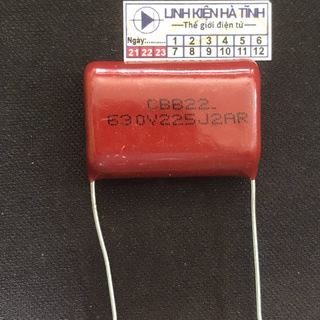 LINH KIỆN HÀ TĨNH
Thế giới điện tử
Ngày: 1 2 3 4 5 6
21 22 23 7 8 9 10 11 12
CBB22.
630V225J2AR